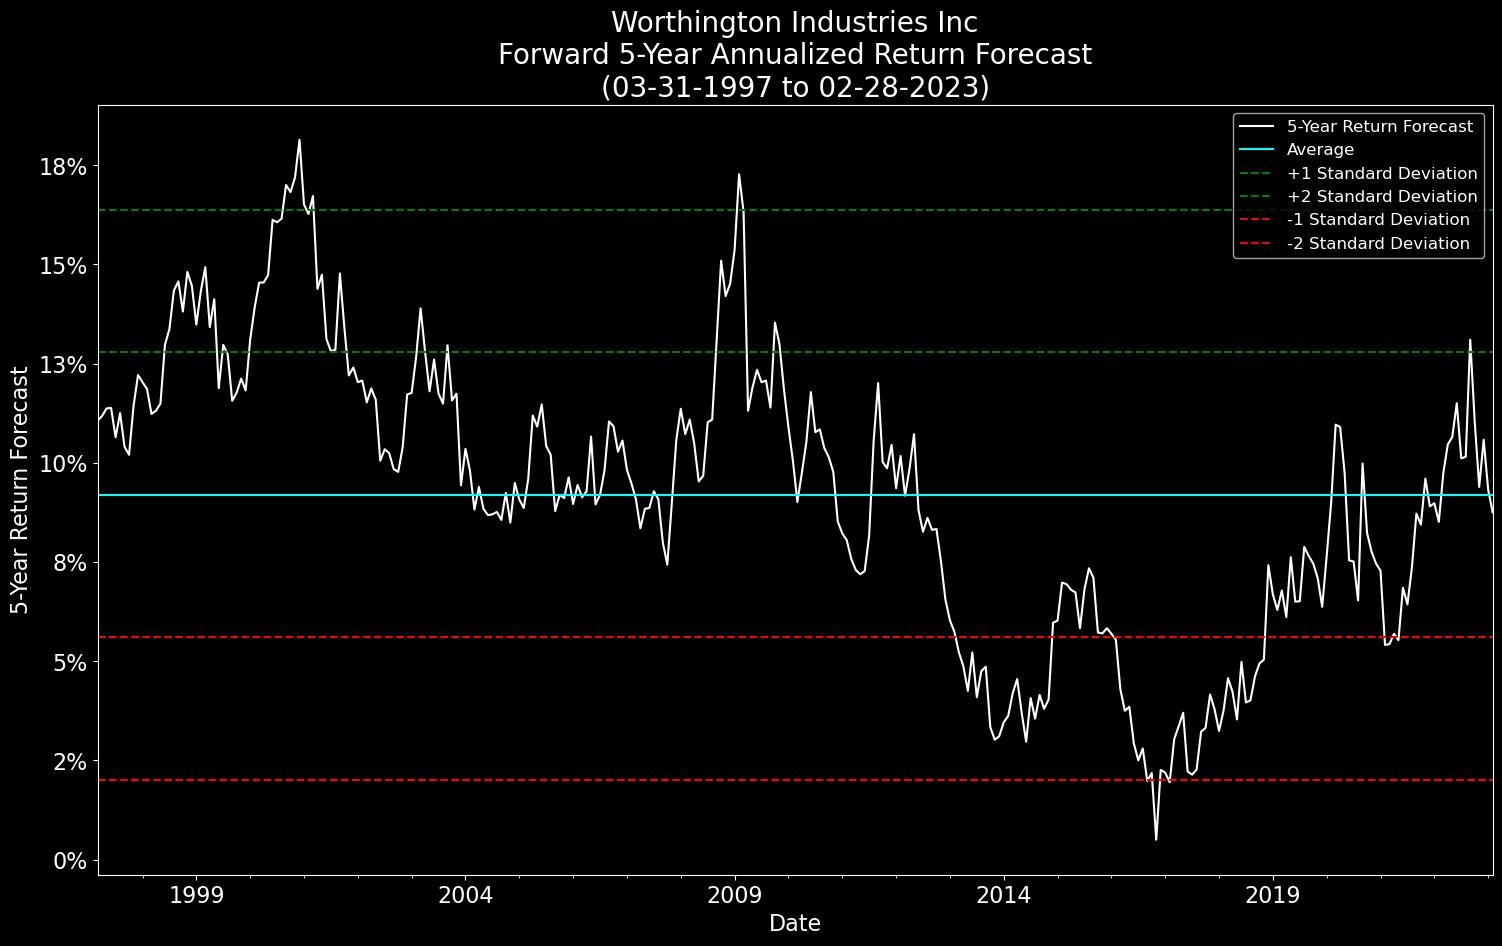 Worthington Industries Inc
Forward 5-Year Annualized Return Forecast
(03-31-1997 to 02-28-2023)
5-Year Return Forecast
Average
+1 Standard Deviation
+2 Standard Deviation
-1 Standard Deviation
-2 Standard Deviation
5-Year Return Forecast
18%
15%
13%
10%
8%
5%
2%
0%
1999 2004 2009 2014 2019
Date